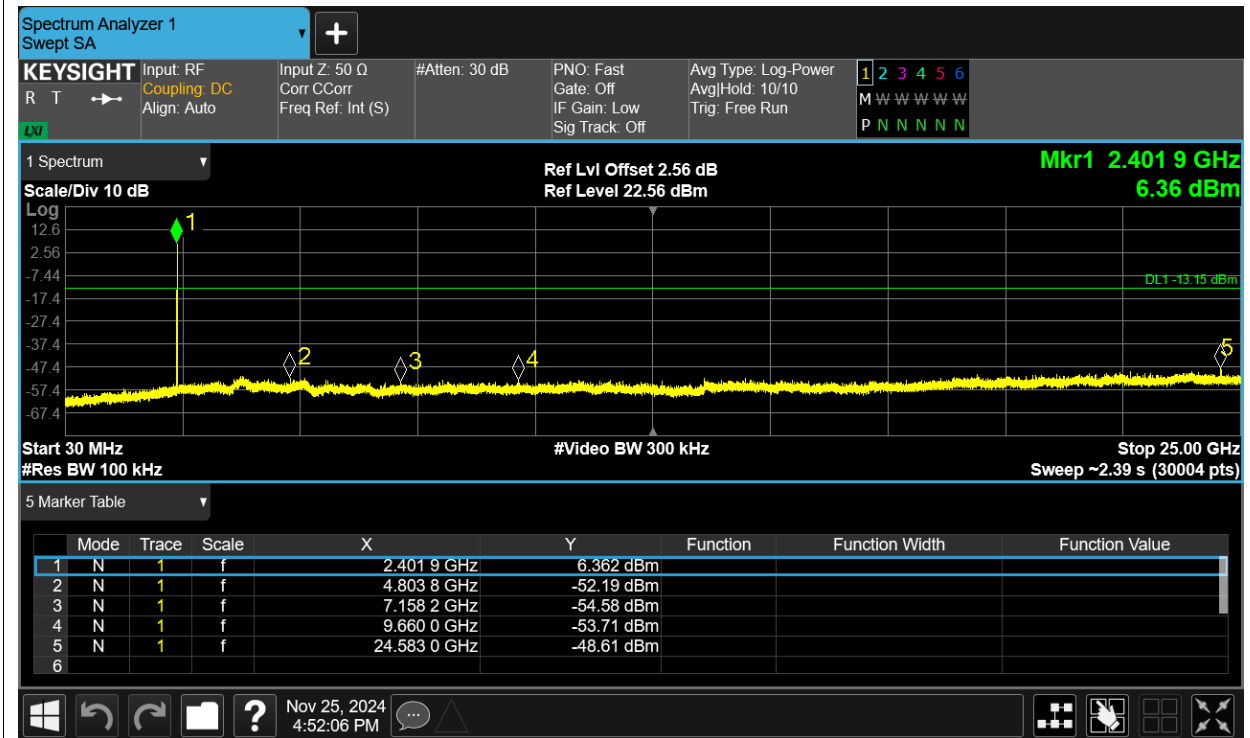 Spectrum Analyzer 1
Swept SA
+
KEYSIGHT
R T
LXI
Input: RF
Coupling: DC
Align: Auto
Input Z: 50 Ω
Corr CCorr
Freq Ref: Int (S)
#Atten: 30 dB
PNO: Fast
Gate: Off
IF Gain: Low
Sig Track: Off
Avg Type: Log-Power
Avg|Hold: 10/10
Trig: Free Run
1 2 3 4 5 6
M W W W W W
P N N N N N
1 Spectrum
Scale/Div 10 dB
Ref Lvl Offset 2.56 dB
Ref Level 22.56 dBm
Mkr1 2.401 9 GHz
6.36 dBm
Log
12.6
2.56
-7.44
-17.4
-27.4
-37.4
-47.4
-57.4
-67.4
1
2
3
4
5
DL1 -13.15 dBm
Start 30 MHz
#Video BW 300 kHz
Stop 25.00 GHz
#Res BW 100 kHz
Sweep ~2.39 s (30004 pts)
5 Marker Table
Mode Trace Scale X Y Function Function Width Function Value
1 N 1 f 2.401 9 GHz 6.362 dBm
2 N 1 f 4.803 8 GHz -52.19 dBm
3 N 1 f 7.158 2 GHz -54.58 dBm
4 N 1 f 9.660 0 GHz -53.71 dBm
5 N 1 f 24.583 0 GHz -48.61 dBm
6
?
Nov 25, 2024
4:52:06 PM